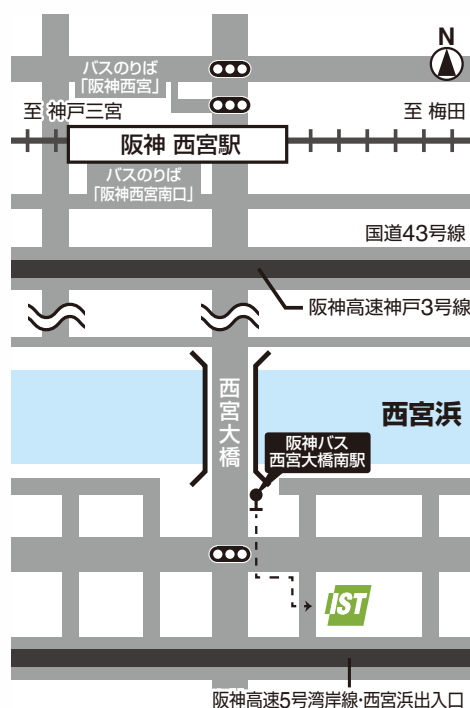 N
バスのりば
「阪神西宮」
至 神戸三宮
至 梅田
阪神 西宮駅
バスのりば
「阪神西宮南口」
国道43号線
阪神高速神戸3号線
西宮大橋
西宮浜
阪神バス
西宮大橋南駅
IST
阪神高速5号湾岸線・西宮浜出入口